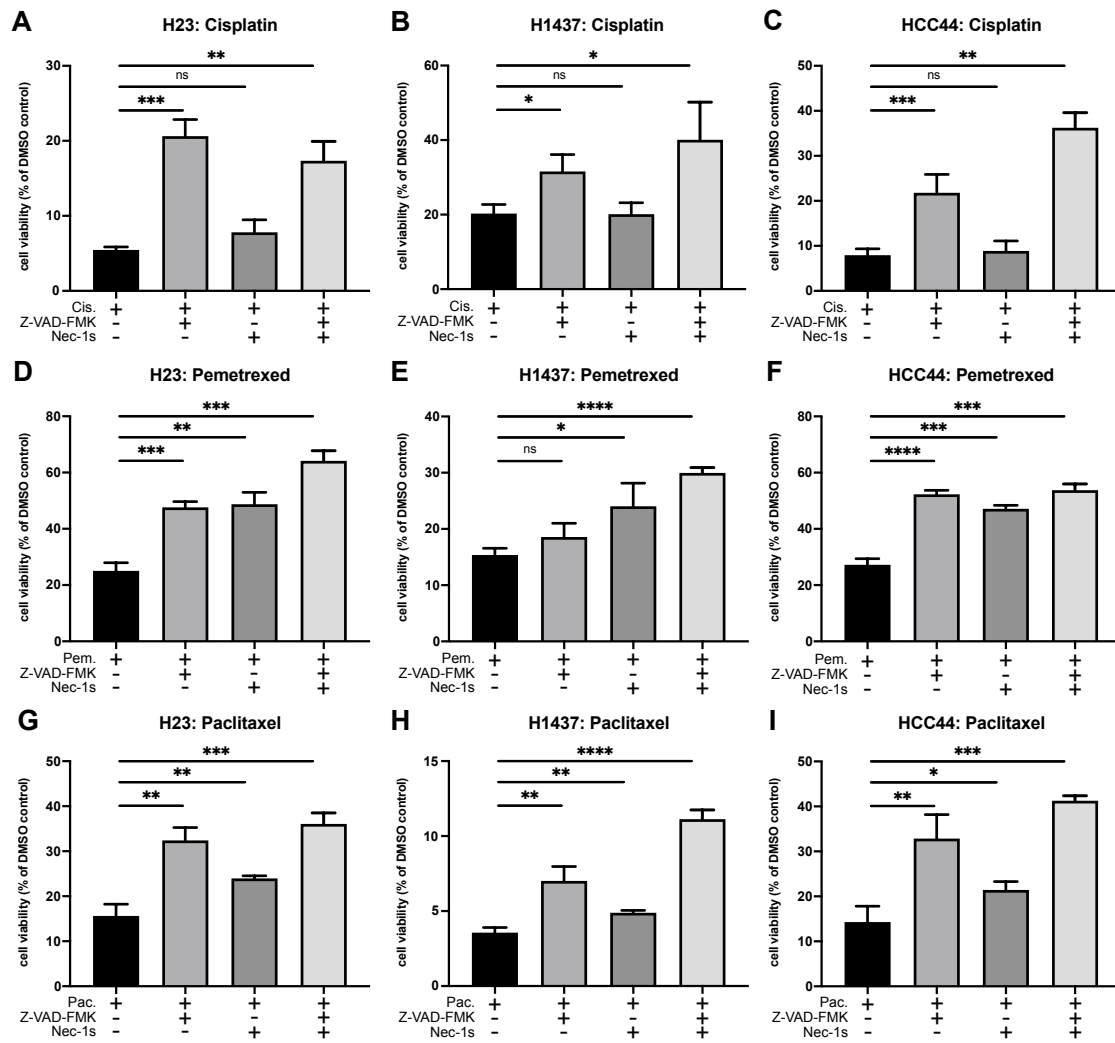 A
H23: Cisplatin
cell viability (% of DMSO control)
30
20
10
0
**
ns
***
Cis. + + + +
Z-VAD-FMK - + - +
Nec-1s - - + +
B
H1437: Cisplatin
cell viability (% of DMSO control)
60
40
20
0
*
ns
*
Cis. + + + +
Z-VAD-FMK - + - +
Nec-1s - - + +
C
HCC44: Cisplatin
cell viability (% of DMSO control)
50
40
30
20
10
0
**
ns
***
Cis. + + + +
Z-VAD-FMK - + - +
Nec-1s - - + +
D
H23: Pemetrexed
cell viability (% of DMSO control)
80
60
40
20
0
***
**
***
Pem. + + + +
Z-VAD-FMK - + - +
Nec-1s - - + +
E
H1437: Pemetrexed
cell viability (% of DMSO control)
40
30
20
10
0
****
*
ns
Pem. + + + +
Z-VAD-FMK - + - +
Nec-1s - - + +
F
HCC44: Pemetrexed
cell viability (% of DMSO control)
80
60
40
20
0
***
***
****
Pem. + + + +
Z-VAD-FMK - + - +
Nec-1s - - + +
G
H23: Paclitaxel
cell viability (% of DMSO control)
50
40
30
20
10
0
***
**
**
Pac. + + + +
Z-VAD-FMK - + - +
Nec-1s - - + +
H
H1437: Paclitaxel
cell viability (% of DMSO control)
15
10
5
0
****
**
**
Pac. + + + +
Z-VAD-FMK - + - +
Nec-1s - - + +
I
HCC44: Paclitaxel
cell viability (% of DMSO control)
50
40
30
20
10
0
***
*
**
Pac. + + + +
Z-VAD-FMK - + - +
Nec-1s - - + +